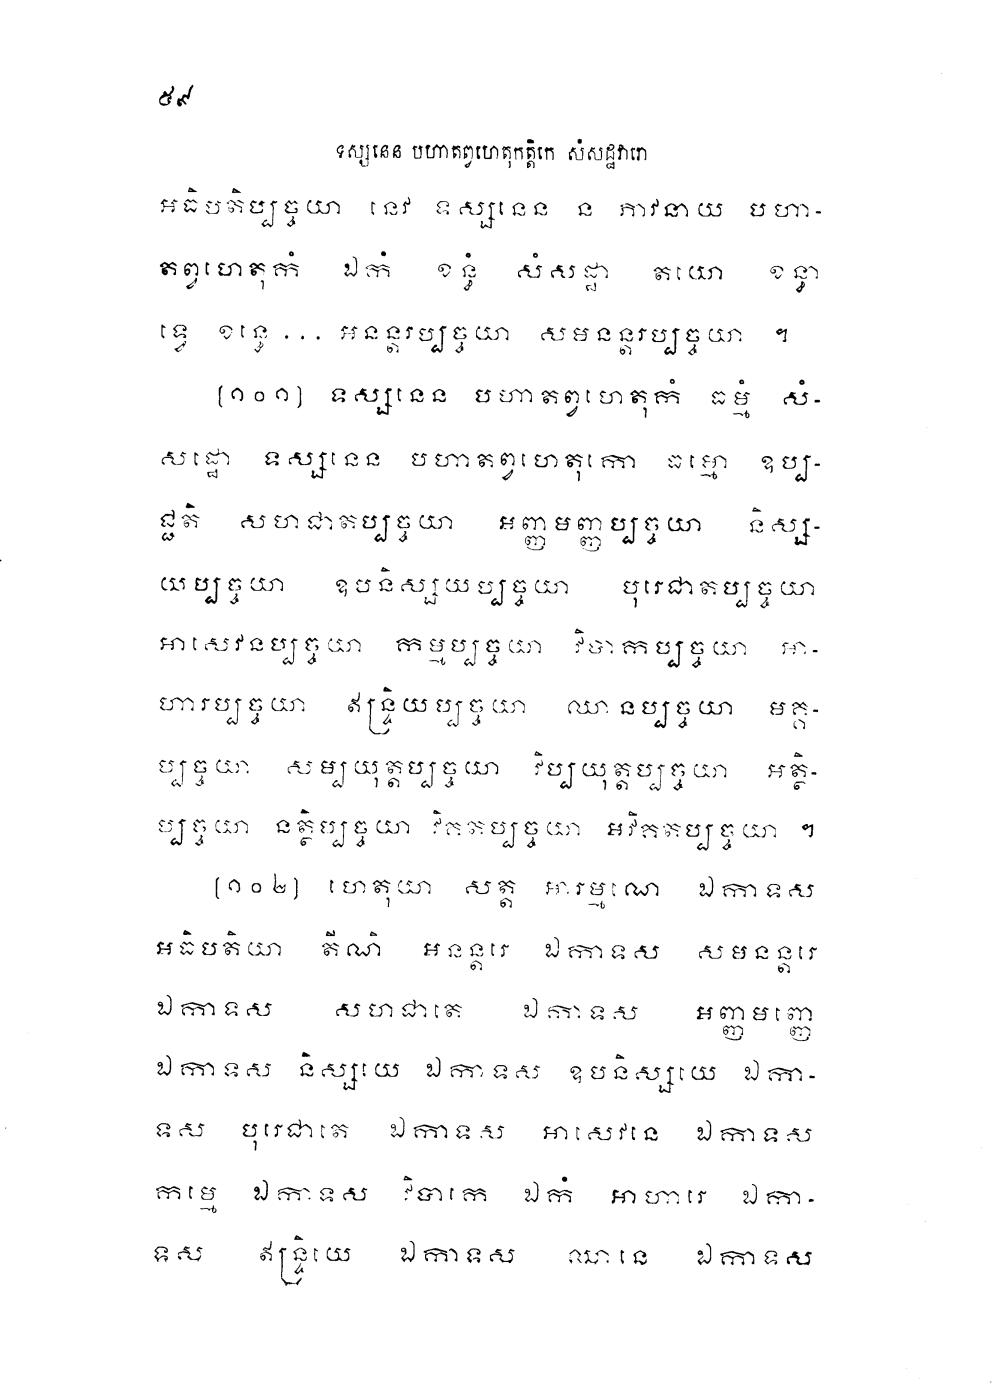 ៥៩
ទស្សនេន បហាតព្វហេតុកត្តិកេ សំសដ្ឋវារោ
អធិបតិប្បច្ចយា នេវ ទស្សនេន ន ភាវនាយ បហា-
តព្វហេតុកំ ឯកំ ខន្ធំ សំសដ្ឋា តយោ ខន្ធា
ទ្វេ ខន្ធេ ... អនន្តរប្បច្ចយា សមនន្តរប្បច្ចយា ។
(១០១) ទស្សនេន បហាតព្វហេតុកំ ធម្មំ សំ-
សដ្ឋោ ទស្សនេន បហាតព្វហេតុកោ ធម្មោ ឧប្ប-
ជ្ជតិ សហជាតប្បច្ចយា អញ្ញមញ្ញប្បច្ចយា និស្ស-
យប្បច្ចយា ឧបនិស្សយប្បច្ចយា បុរេជាតប្បច្ចយា
អាសេវនប្បច្ចយា កម្មប្បច្ចយា វិបាកប្បច្ចយា អា-
ហារប្បច្ចយា ឥន្ទ្រិយប្បច្ចយា ឈានប្បច្ចយា មគ្គ-
ប្បច្ចយា សម្បយុត្តប្បច្ចយា វិប្បយុត្តប្បច្ចយា អត្ថិ-
ប្បច្ចយា នត្ថិប្បច្ចយា វិគតប្បច្ចយា អវិគតប្បច្ចយា ។
(១០២) ហេតុយា សត្ត អារម្មណេ ឯកាទស
អធិបតិយា តីណិ អនន្តរេ ឯកាទស សមនន្តរេ
ឯកាទស សហជាតេ ឯកាទស អញ្ញមញ្ញេ
ឯកាទស និស្សយេ ឯកាទស ឧបនិស្សយេ ឯកា-
ទស បុរេជាតេ ឯកាទស អាសេវនេ ឯកាទស
កម្មេ ឯកាទស វិបាកេ ឯកំ អាហារេ ឯកា-
ទស ឥន្ទ្រិយេ ឯកាទស ឈានេ ឯកាទស